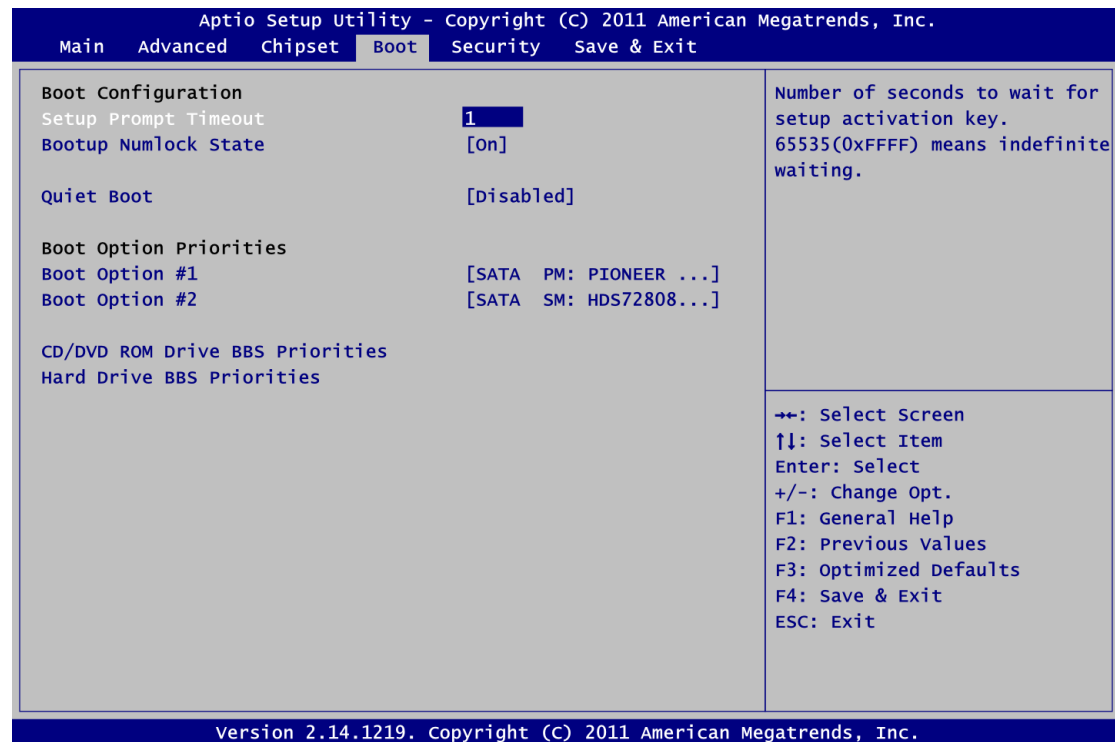 Aptio Setup Utility - Copyright (C) 2011 American Megatrends, Inc.
Main Advanced Chipset Boot Security Save & Exit
Boot Configuration
Setup Prompt Timeout 1
Bootup Numlock State [On]
Quiet Boot [Disabled]
Boot Option Priorities
Boot Option #1 [SATA PM: PIONEER ...]
Boot Option #2 [SATA SM: HDS72808...]
CD/DVD ROM Drive BBS Priorities
Hard Drive BBS Priorities
Number of seconds to wait for
setup activation key.
65535(0xFFFF) means indefinite
waiting.
→←: Select Screen
↑↓: Select Item
Enter: Select
+/-: Change Opt.
F1: General Help
F2: Previous Values
F3: Optimized Defaults
F4: Save & Exit
ESC: Exit
Version 2.14.1219. Copyright (C) 2011 American Megatrends, Inc.